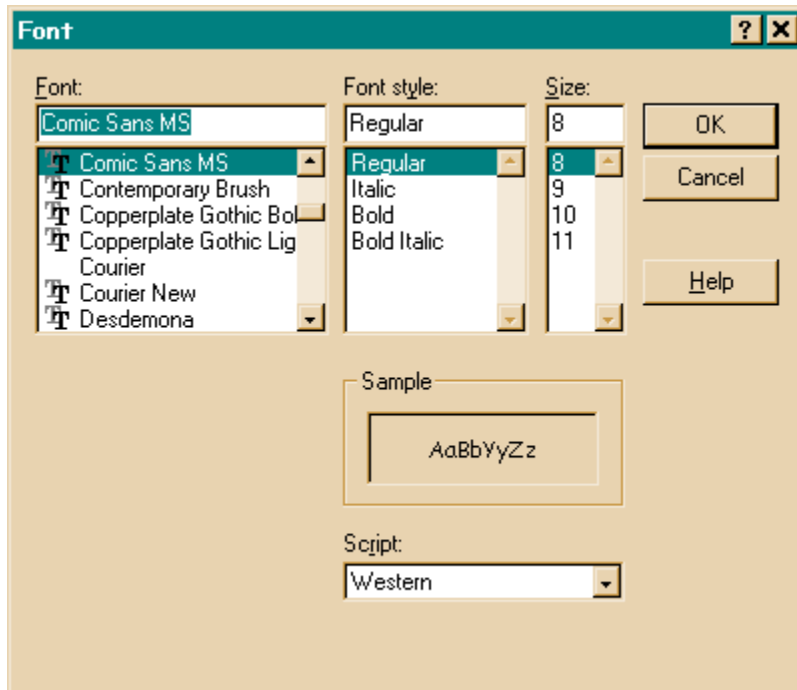 Font
Font:
Comic Sans MS
Comic Sans MS
Contemporary Brush
Copperplate Gothic Bol
Copperplate Gothic Lig
Courier
Courier New
Desdemona
Font style:
Regular
Regular
Italic
Bold
Bold Italic
Size:
8
8
9
10
11
OK
Cancel
Help
Sample
AaBbYyZz
Script:
Western